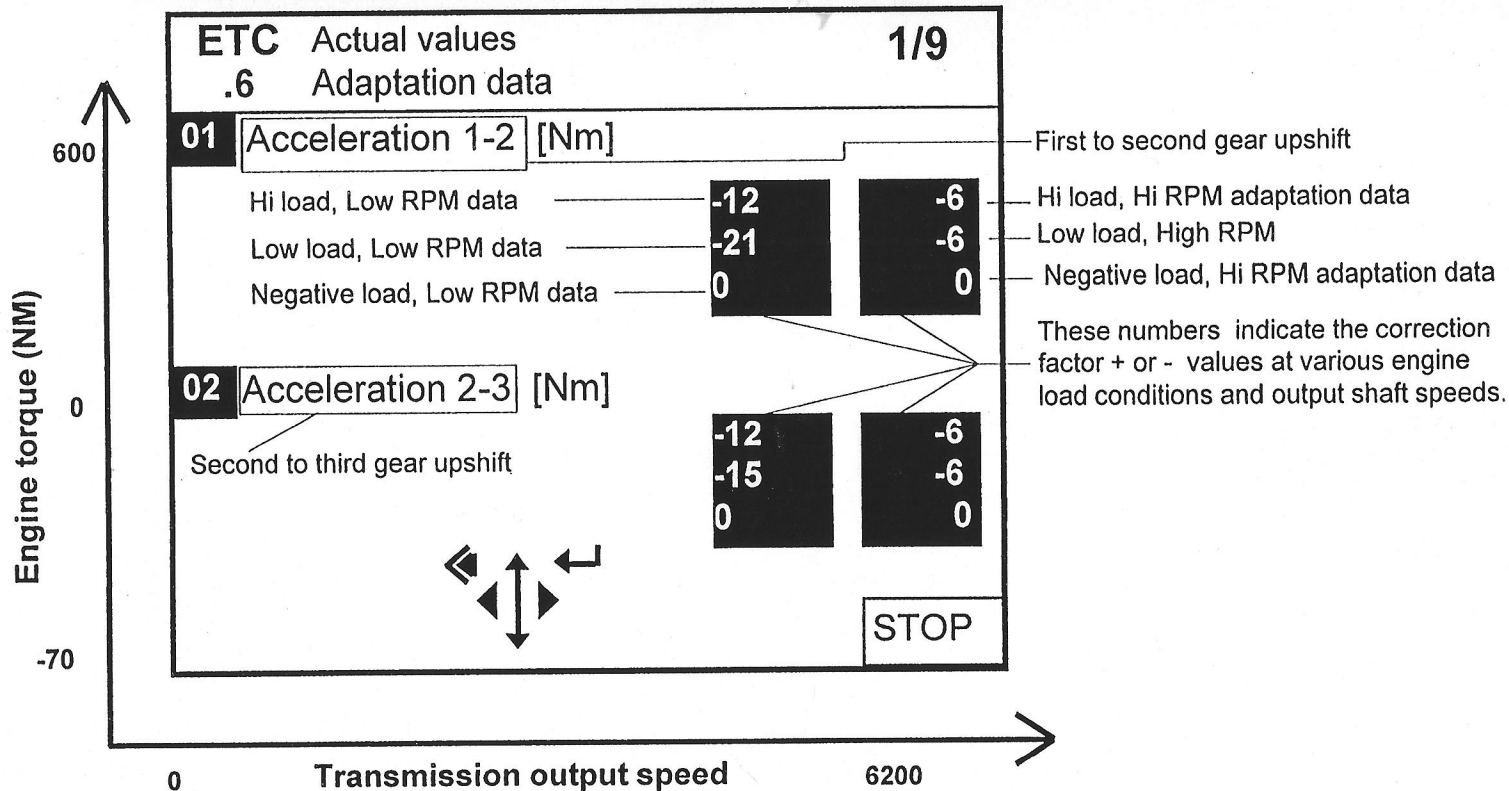 ETC Actual values 1/9
.6 Adaptation data
01 Acceleration 1-2 [Nm]
First to second gear upshift
Hi load, Low RPM data -12 -6 Hi load, Hi RPM adaptation data
Low load, Low RPM data -21 -6 Low load, High RPM
Negative load, Low RPM data 0 0 Negative load, Hi RPM adaptation data
These numbers indicate the correction
factor + or - values at various engine
load conditions and output shaft speeds.
02 Acceleration 2-3 [Nm]
-12 -6
-15 -6
0 0
Second to third gear upshift
STOP
Engine torque (NM)
600
0
-70
0 Transmission output speed 6200